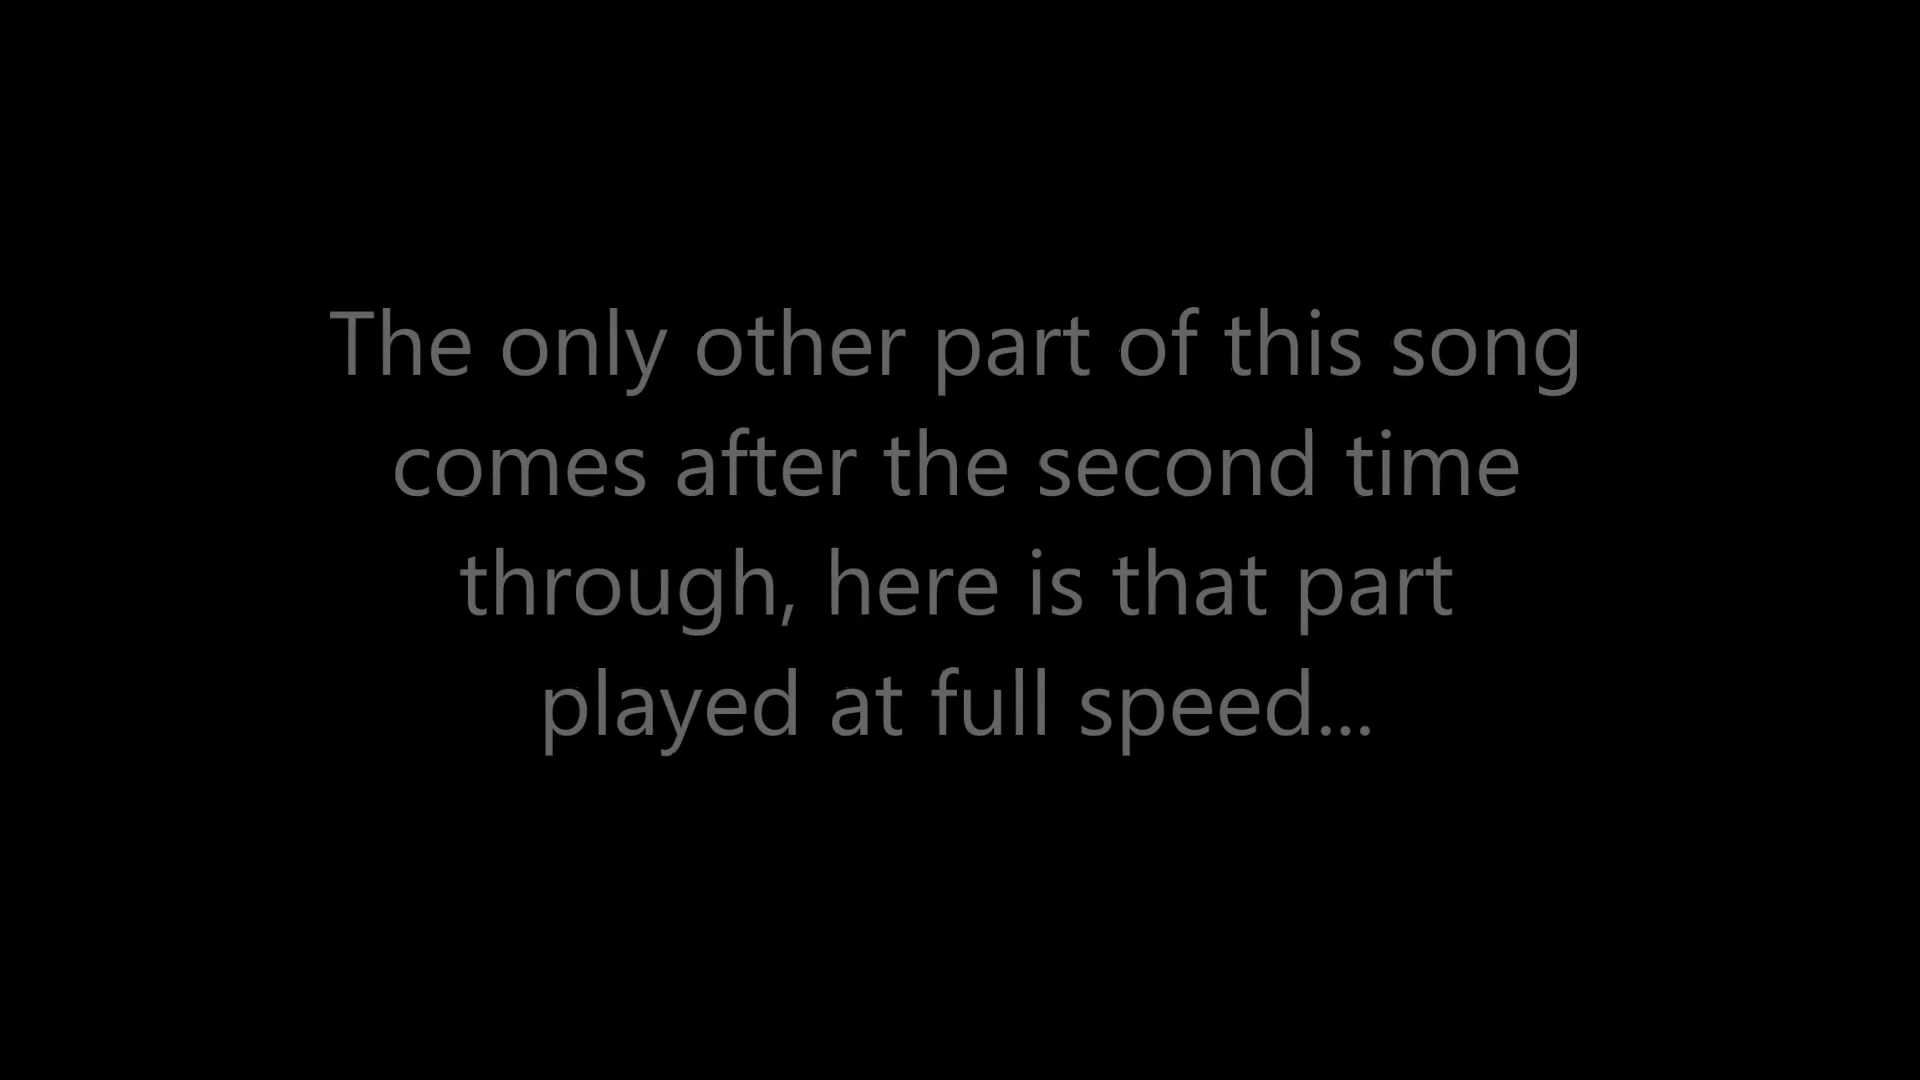 The only other part of this song
comes after the second time
through, here is that part
played at full speed...